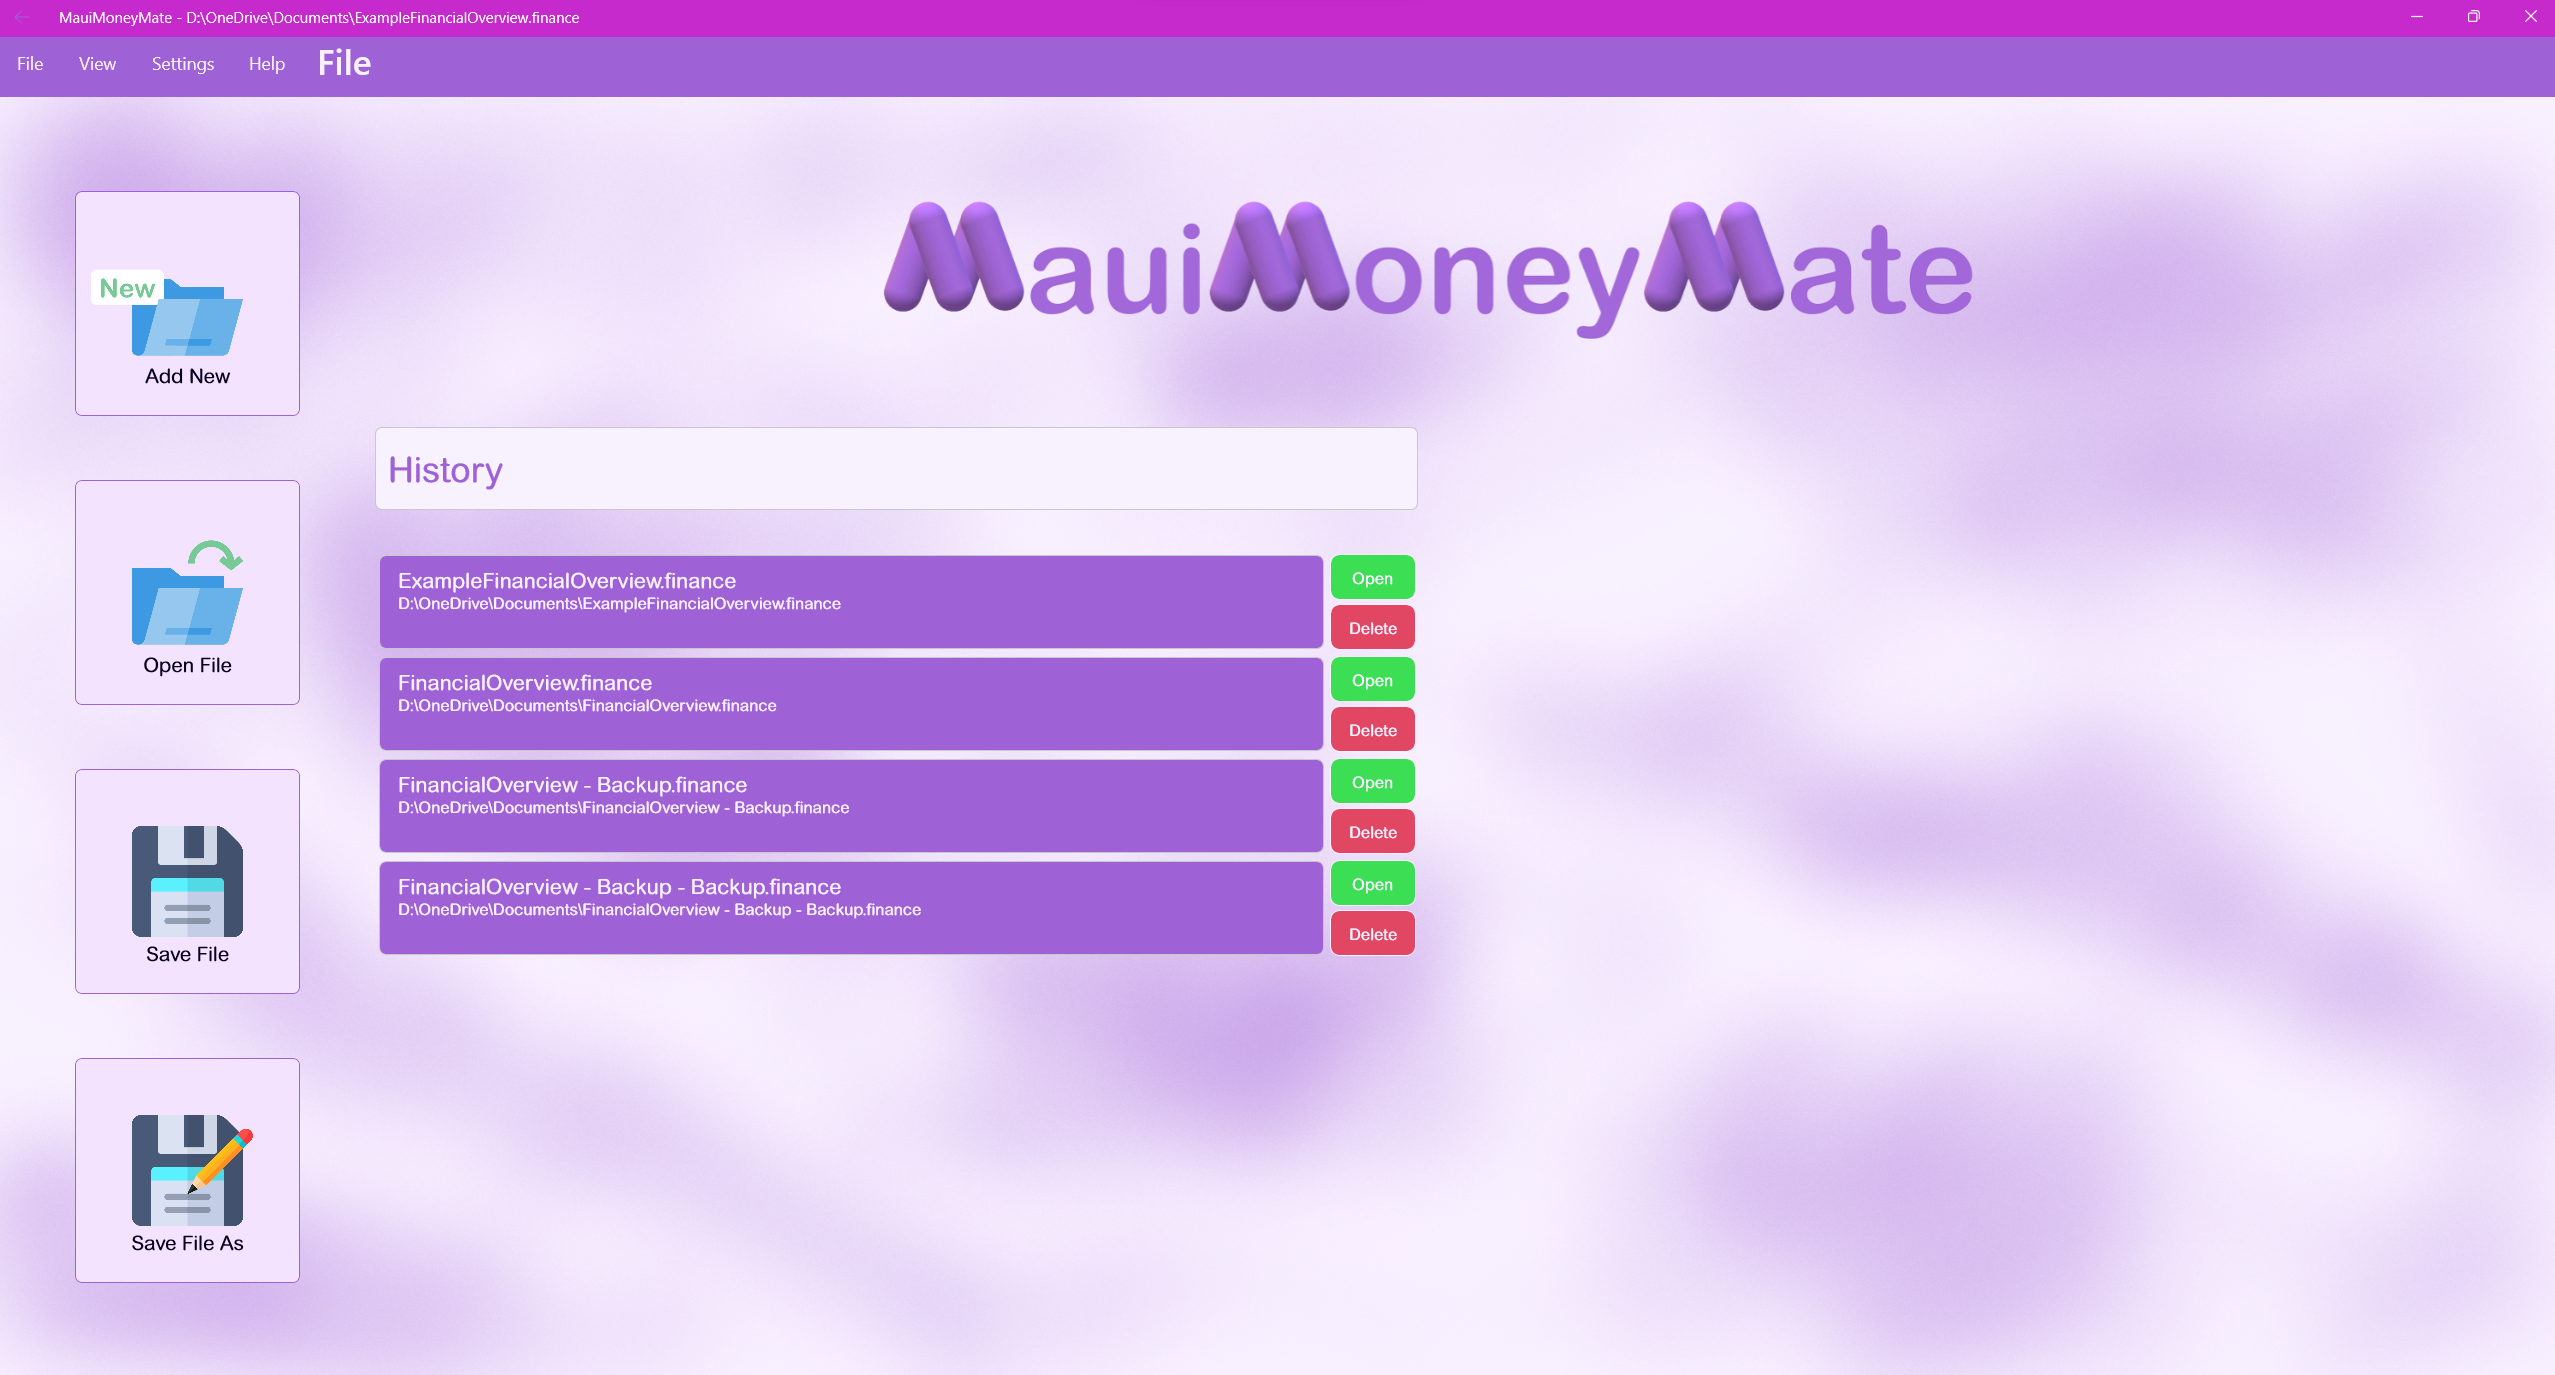 MauiMoneyMate - D:\OneDrive\Documents\ExampleFinancialOverview.finance
File View Settings Help File
MauiMoneyMate
New
Add New
Open File
Save File
Save File As
History
ExampleFinancialOverview.finance
D:\OneDrive\Documents\ExampleFinancialOverview.finance
Open
Delete
FinancialOverview.finance
D:\OneDrive\Documents\FinancialOverview.finance
Open
Delete
FinancialOverview - Backup.finance
D:\OneDrive\Documents\FinancialOverview - Backup.finance
Open
Delete
FinancialOverview - Backup - Backup.finance
D:\OneDrive\Documents\FinancialOverview - Backup - Backup.finance
Open
Delete